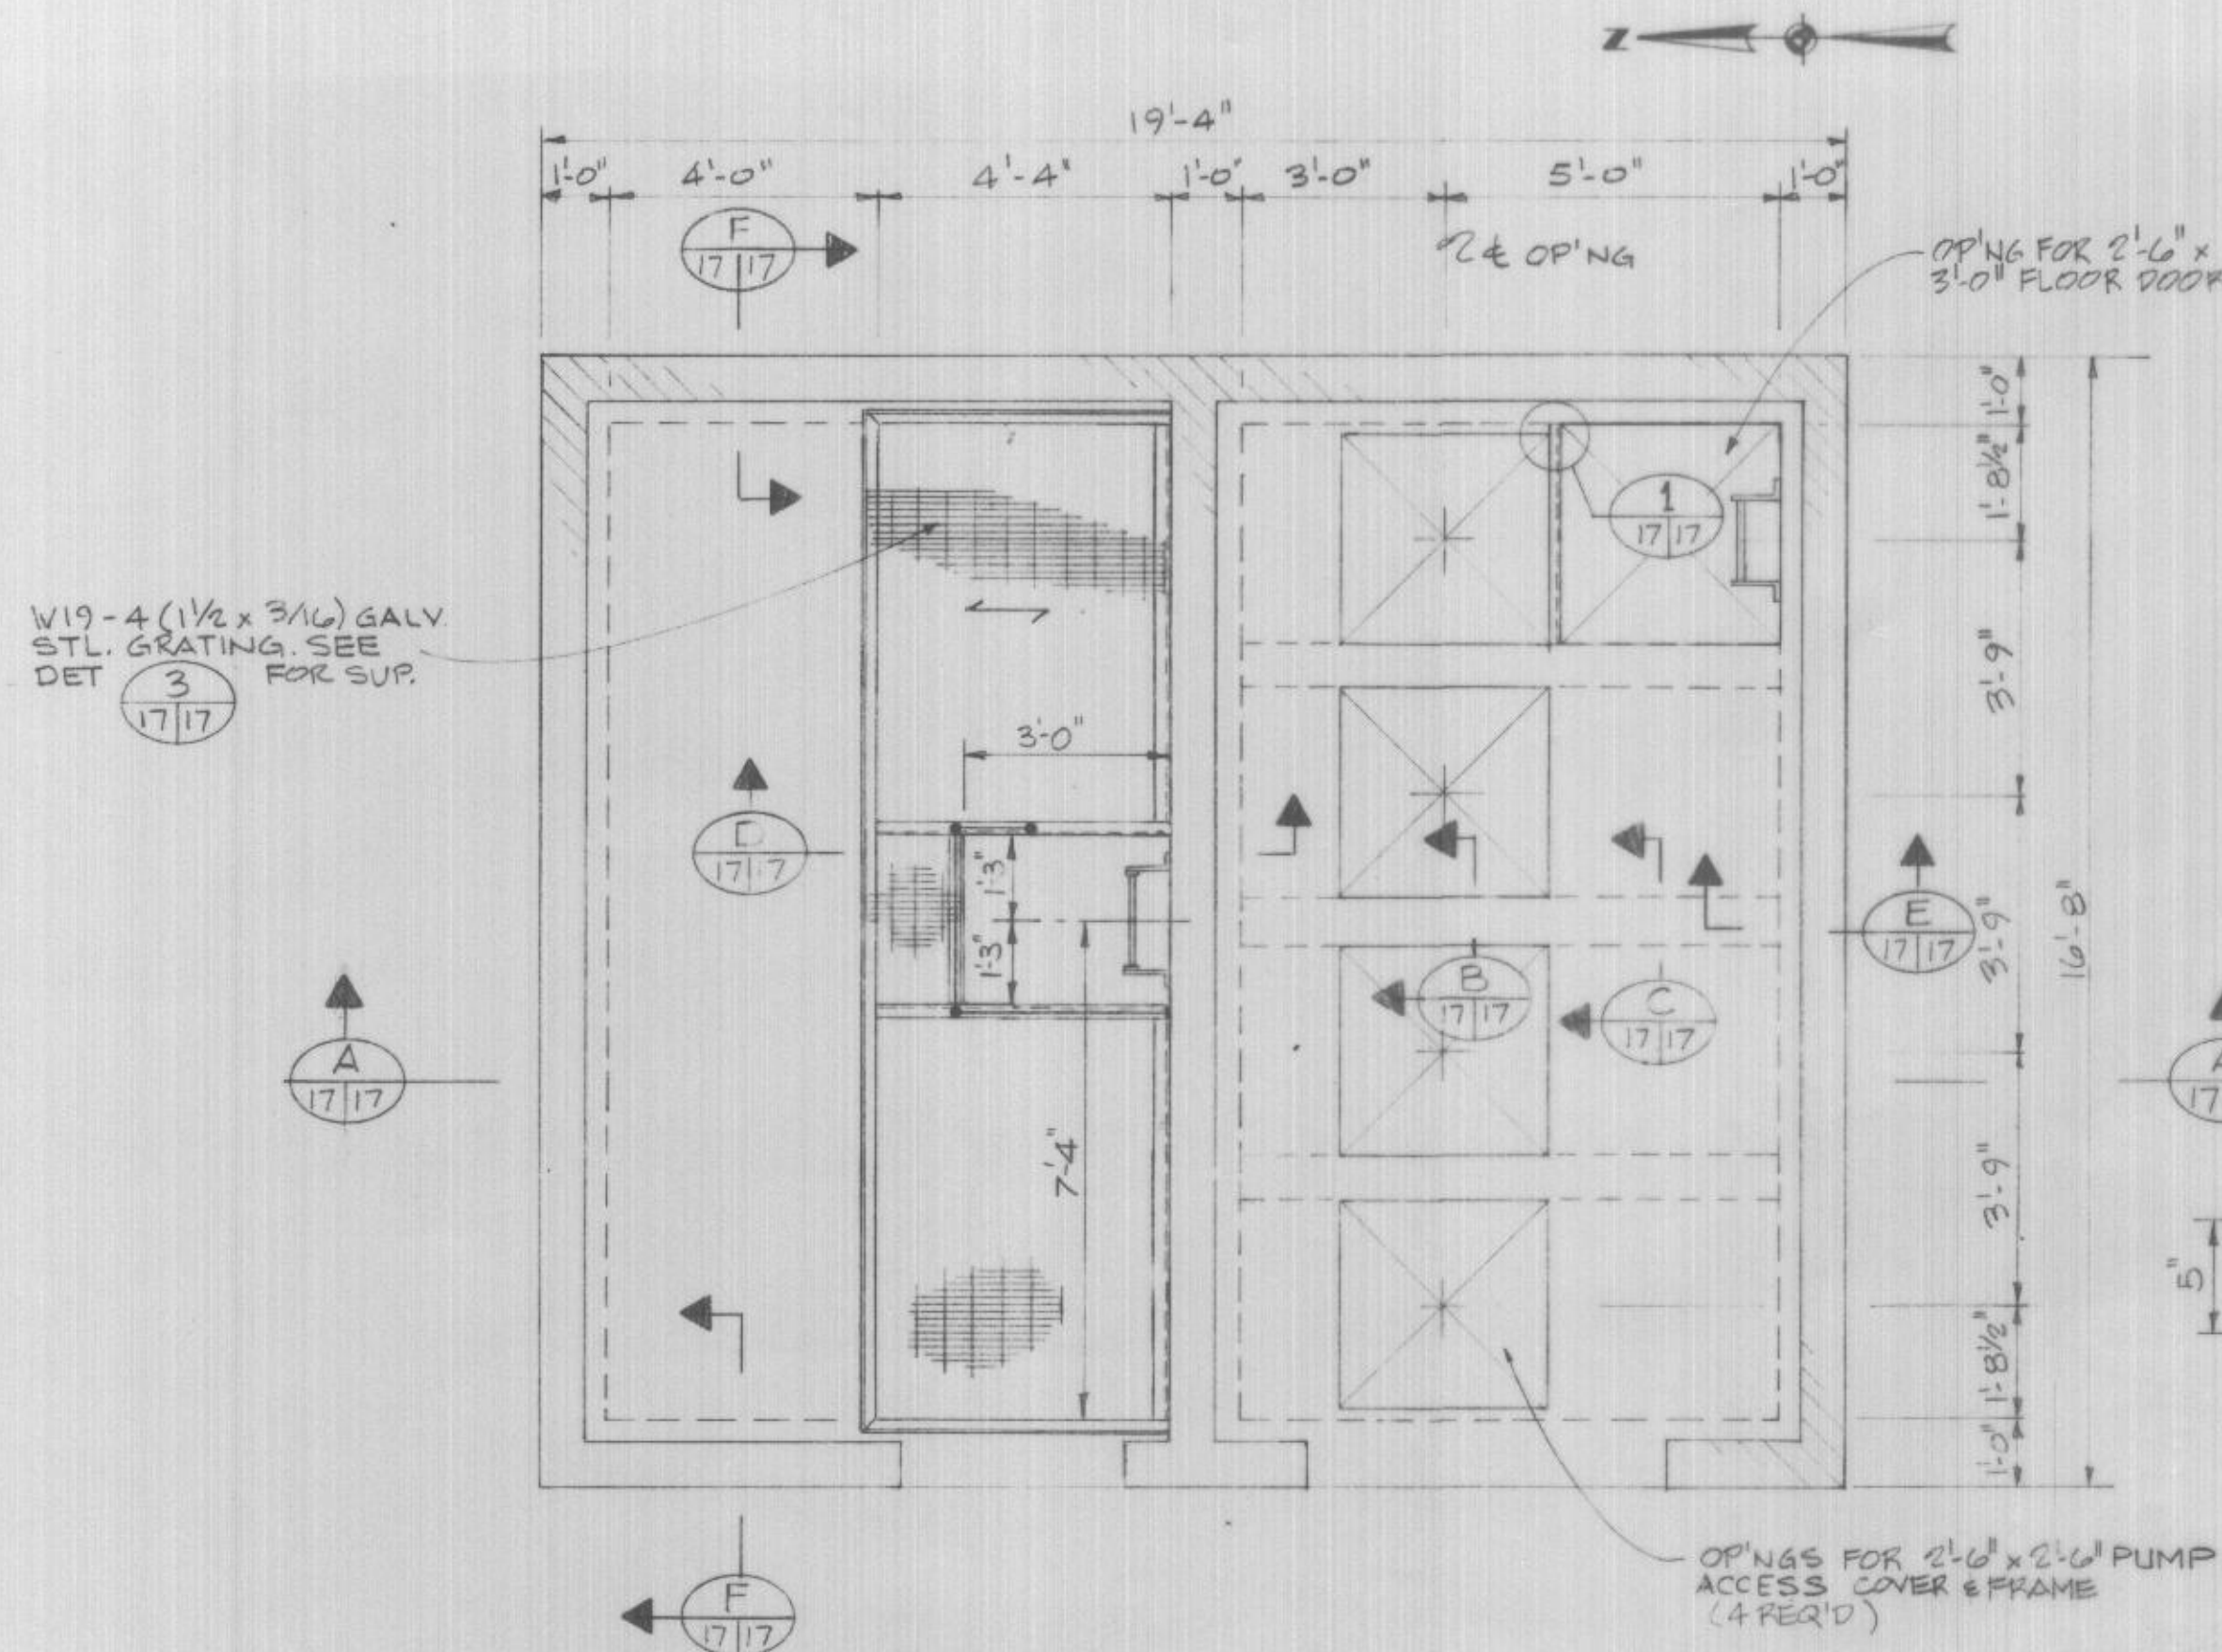 Z
19'-4"
1'-0" 4'-0" 4'-4" 1'-0" 3'-0" 5'-0" 1'-0"
F
17 17
℄ OP'NG
OP'NG FOR 2'-6" x
3'-0" FLOOR DOOR
1'-0"
1'-8½"
1
17 17
W19-4 (1½ x 3/16) GALV.
STL. GRATING. SEE
DET 3 FOR SUP.
17 17
3'-9"
3'-0"
D
17 17
1'-3"
1'-3"
E
17 17
3'-9"
16'-8"
B
17 17
C
17 17
A
17 17
A
17
7'-4"
3'-9"
5"
1'-8½"
1'-0"
OP'NGS FOR 2'-6" x 2'-6" PUMP
ACCESS COVER & FRAME
(4 REQ'D)
F
17 17